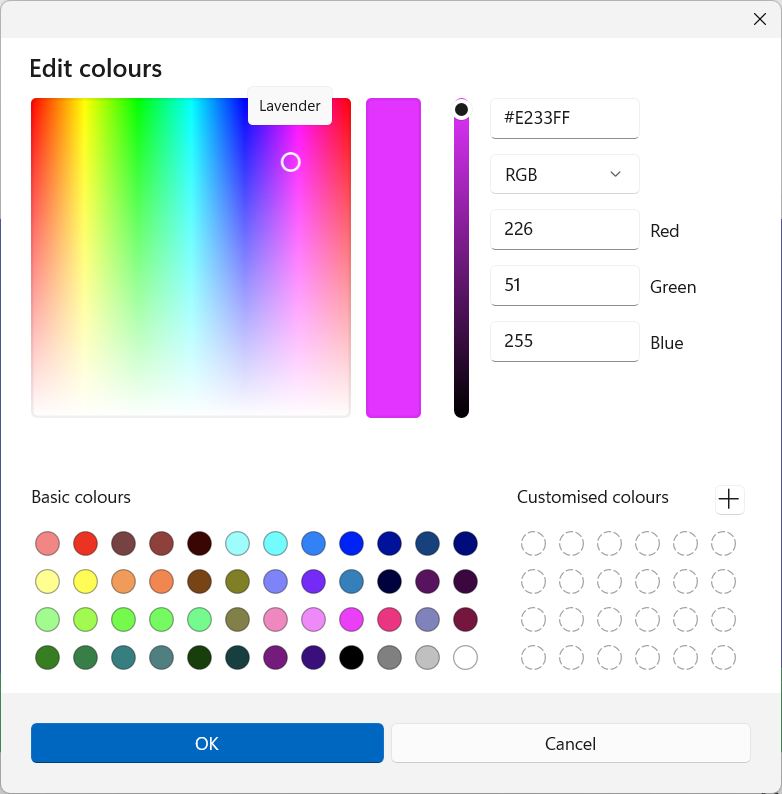 Edit colours
Lavender
#E233FF
RGB
226
Red
51
Green
255
Blue
Basic colours
Customised colours
OK
Cancel